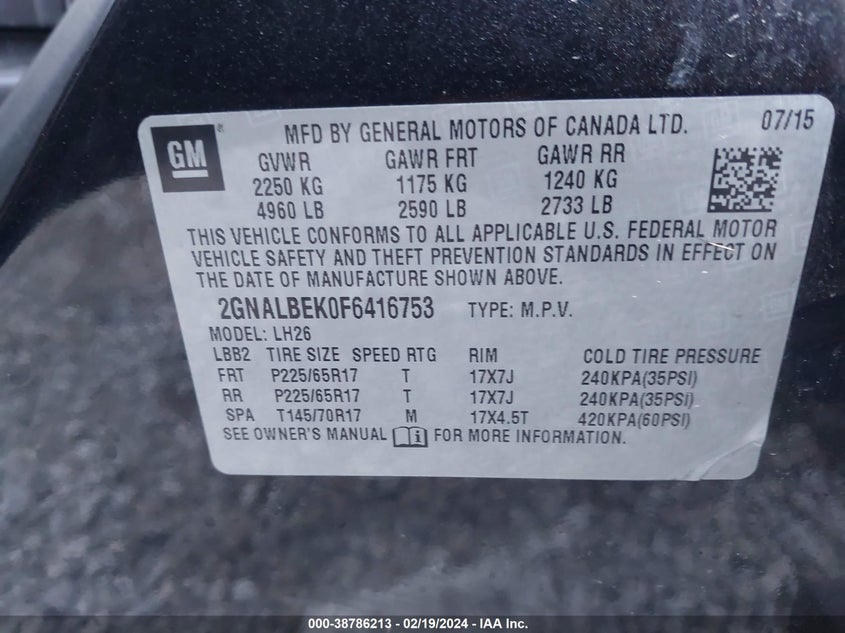 GM
MFD BY GENERAL MOTORS OF CANADA LTD. 07/15
GVWR GAWR FRT GAWR RR
2250 KG 1175 KG 1240 KG
4960 LB 2590 LB 2733 LB
THIS VEHICLE CONFORMS TO ALL APPLICABLE U.S. FEDERAL MOTOR
VEHICLE SAFETY AND THEFT PREVENTION STANDARDS IN EFFECT ON
THE DATE OF MANUFACTURE SHOWN ABOVE.
2GNALBEK0F6416753 TYPE: M.P.V.
MODEL: LH26
LBB2 TIRE SIZE SPEED RTG RIM COLD TIRE PRESSURE
FRT P225/65R17 T 17X7J 240KPA(35PSI)
RR P225/65R17 T 17X7J 240KPA(35PSI)
SPA T145/70R17 M 17X4.5T 420KPA(60PSI)
SEE OWNER'S MANUAL i FOR MORE INFORMATION.
000-38786213 - 02/19/2024 - IAA Inc.